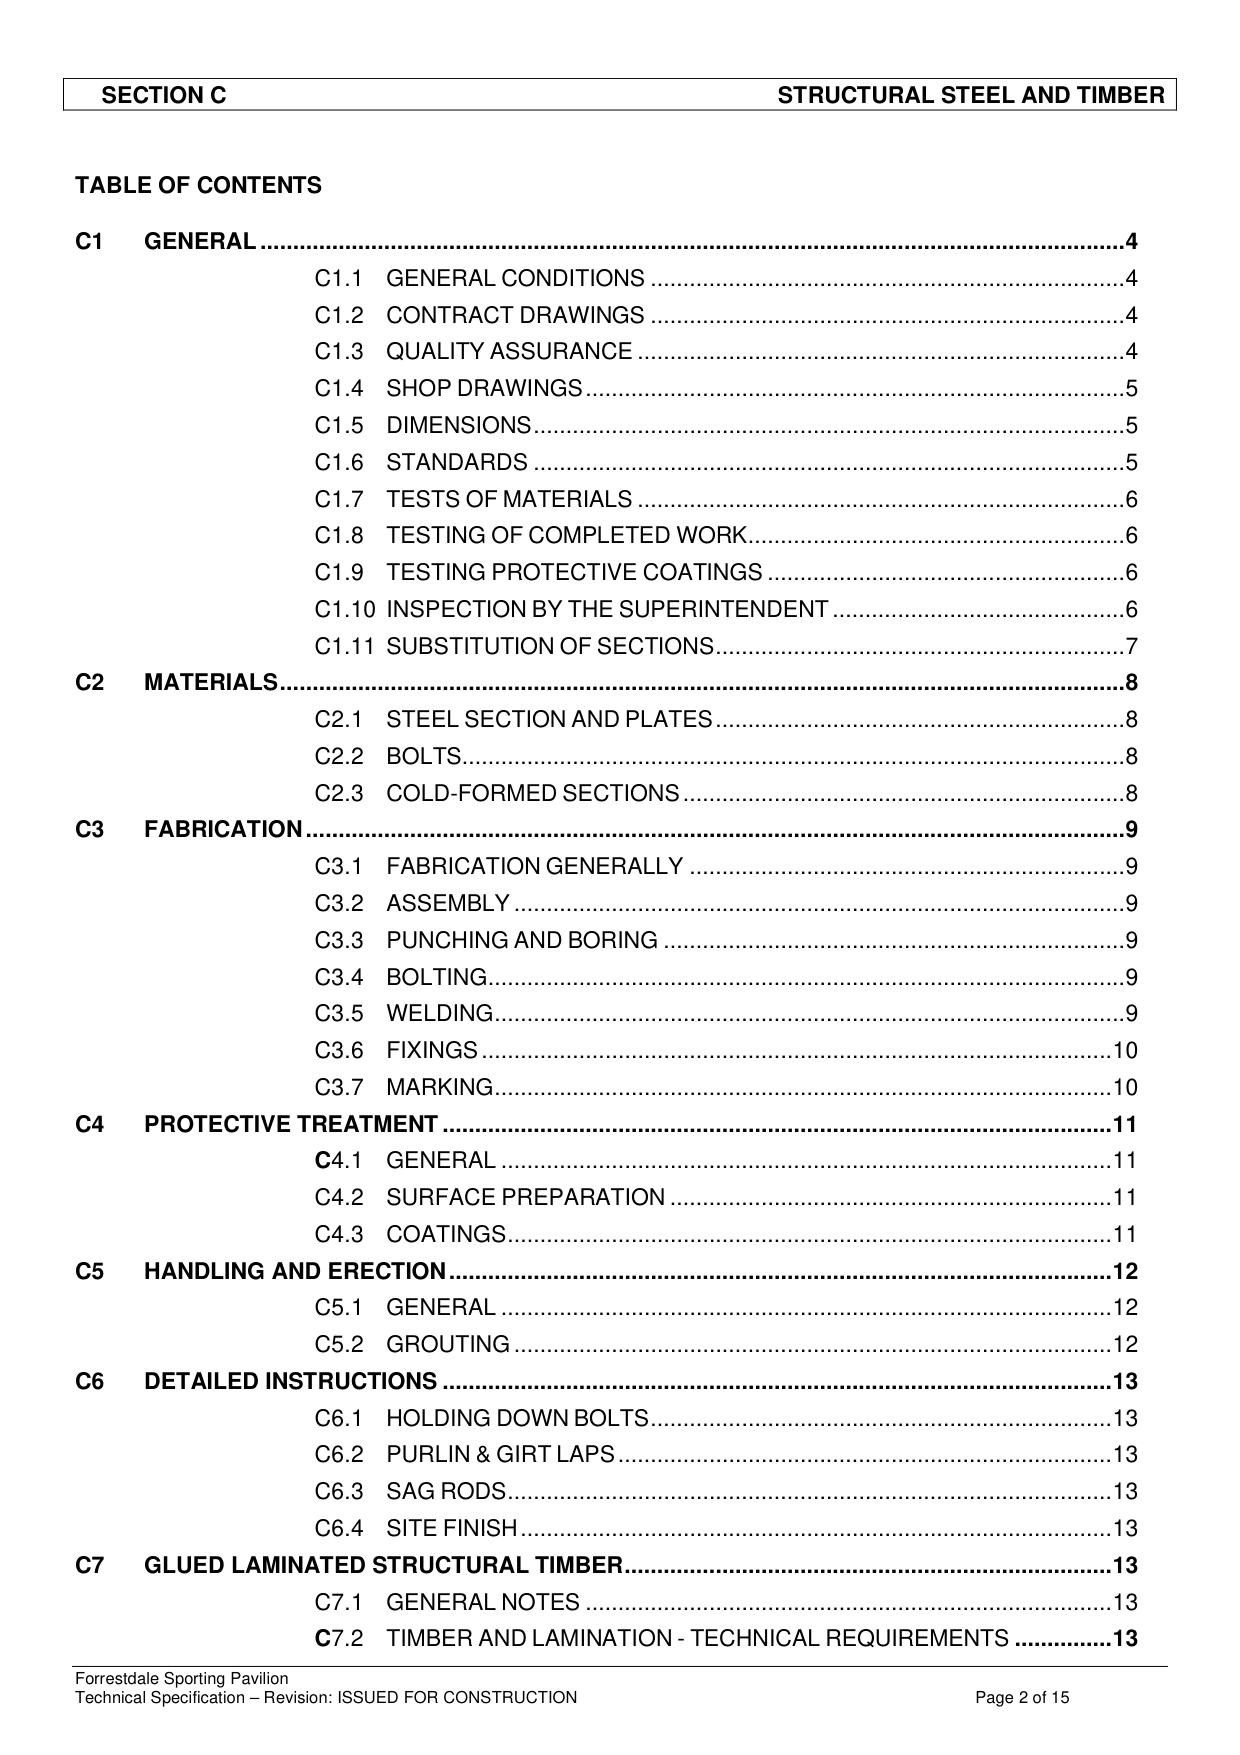 SECTION C STRUCTURAL STEEL AND TIMBER
TABLE OF CONTENTS
C1 GENERAL ....................................................................................................................................4
C1.1 GENERAL CONDITIONS ........................................................................4
C1.2 CONTRACT DRAWINGS ........................................................................4
C1.3 QUALITY ASSURANCE ..........................................................................4
C1.4 SHOP DRAWINGS..................................................................................5
C1.5 DIMENSIONS..........................................................................................5
C1.6 STANDARDS ..........................................................................................5
C1.7 TESTS OF MATERIALS ..........................................................................6
C1.8 TESTING OF COMPLETED WORK.........................................................6
C1.9 TESTING PROTECTIVE COATINGS ......................................................6
C1.10 INSPECTION BY THE SUPERINTENDENT ............................................6
C1.11 SUBSTITUTION OF SECTIONS..............................................................7
C2 MATERIALS.................................................................................................................................8
C2.1 STEEL SECTION AND PLATES..............................................................8
C2.2 BOLTS.....................................................................................................8
C2.3 COLD-FORMED SECTIONS...................................................................8
C3 FABRICATION.............................................................................................................................9
C3.1 FABRICATION GENERALLY ..................................................................9
C3.2 ASSEMBLY .............................................................................................9
C3.3 PUNCHING AND BORING ......................................................................9
C3.4 BOLTING.................................................................................................9
C3.5 WELDING................................................................................................9
C3.6 FIXINGS................................................................................................10
C3.7 MARKING..............................................................................................10
C4 PROTECTIVE TREATMENT ......................................................................................................11
C4.1 GENERAL .............................................................................................11
C4.2 SURFACE PREPARATION ...................................................................11
C4.3 COATINGS............................................................................................11
C5 HANDLING AND ERECTION.....................................................................................................12
C5.1 GENERAL .............................................................................................12
C5.2 GROUTING ...........................................................................................12
C6 DETAILED INSTRUCTIONS ......................................................................................................13
C6.1 HOLDING DOWN BOLTS......................................................................13
C6.2 PURLIN & GIRT LAPS...........................................................................13
C6.3 SAG RODS............................................................................................13
C6.4 SITE FINISH..........................................................................................13
C7 GLUED LAMINATED STRUCTURAL TIMBER..........................................................................13
C7.1 GENERAL NOTES ................................................................................13
C7.2 TIMBER AND LAMINATION - TECHNICAL REQUIREMENTS ...............13
Forrestdale Sporting Pavilion
Technical Specification – Revision: ISSUED FOR CONSTRUCTION Page 2 of 15